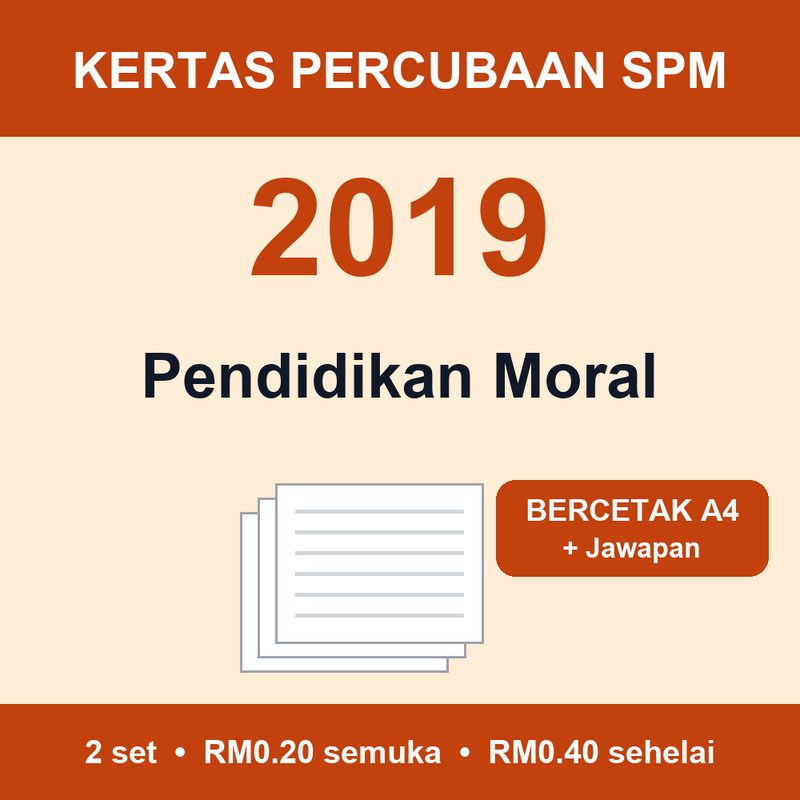 KERTAS PERCUBAAN SPM
2019
Pendidikan Moral
BERCETAK A4
+ Jawapan
2 set • RM0.20 semuka • RM0.40 sehelai